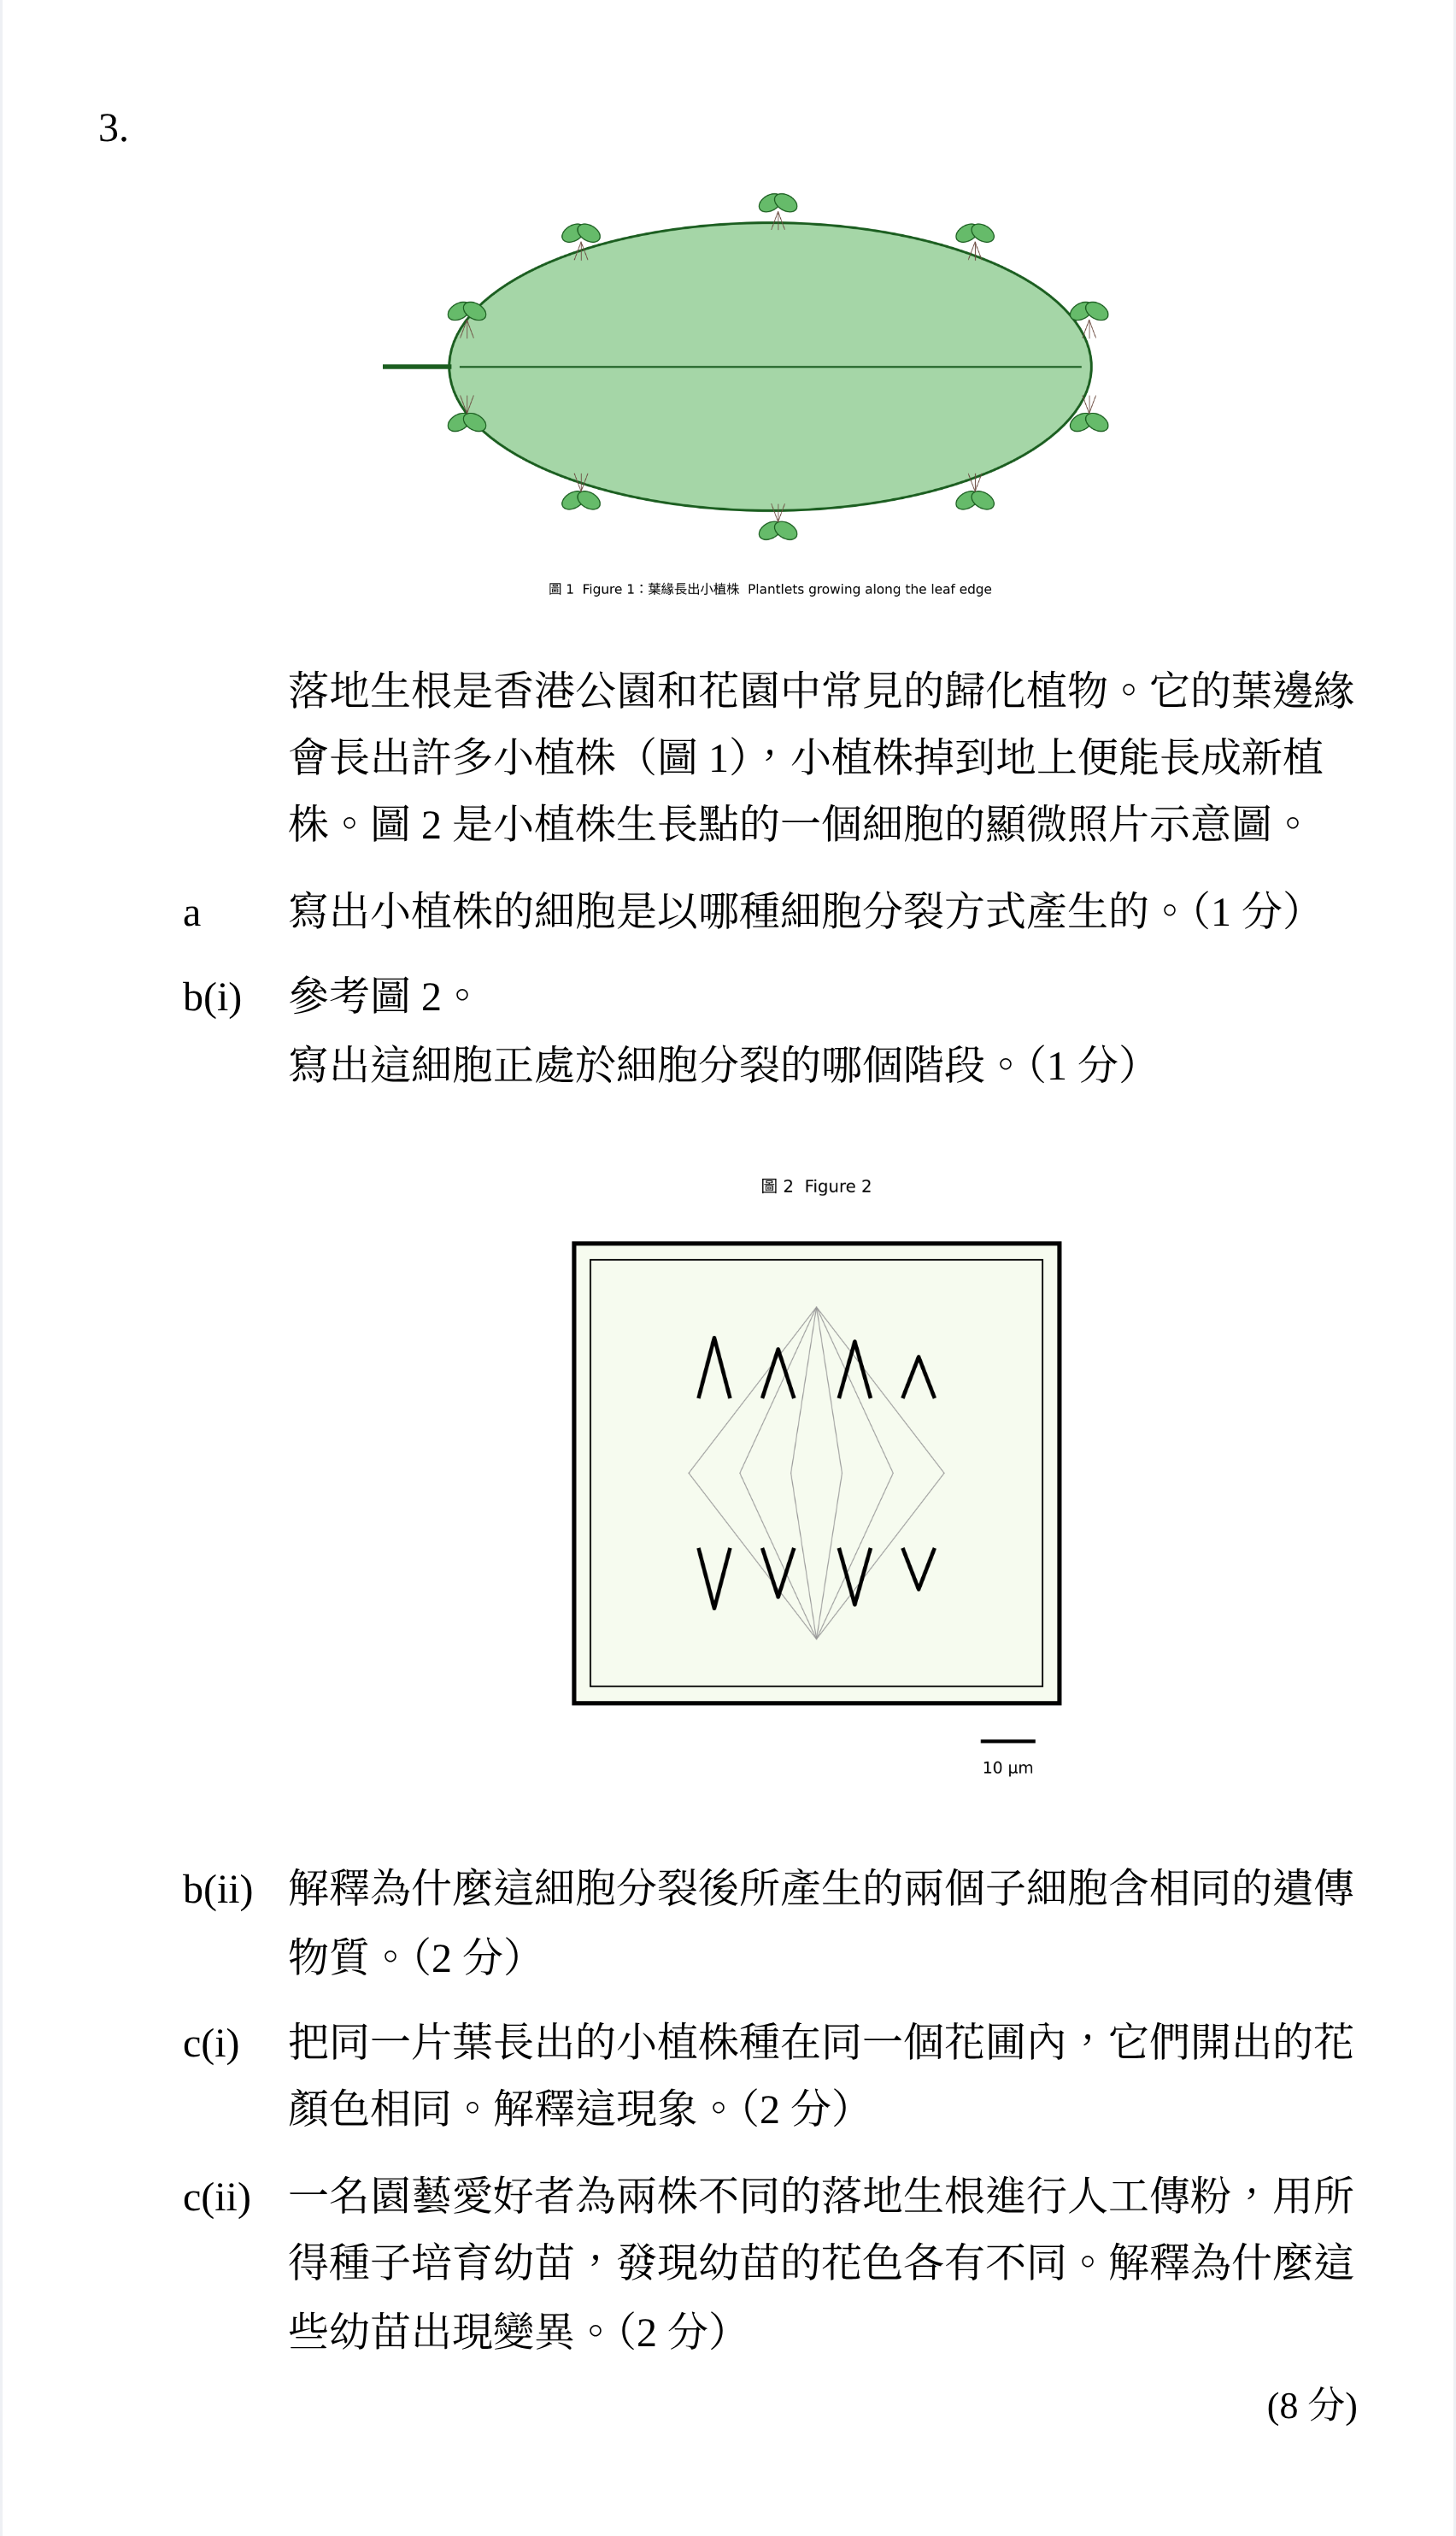 3.
圖 1 Figure 1：葉緣長出小植株 Plantlets growing along the leaf edge
落地生根是香港公園和花園中常見的歸化植物。它的葉邊緣
會長出許多小植株（圖 1），小植株掉到地上便能長成新植
株。圖 2 是小植株生長點的一個細胞的顯微照片示意圖。
a 寫出小植株的細胞是以哪種細胞分裂方式產生的。（1 分）
b(i) 參考圖 2。
寫出這細胞正處於細胞分裂的哪個階段。（1 分）
圖 2 Figure 2
10 μm
b(ii) 解釋為什麼這細胞分裂後所產生的兩個子細胞含相同的遺傳
物質。（2 分）
c(i) 把同一片葉長出的小植株種在同一個花圃內，它們開出的花
顏色相同。解釋這現象。（2 分）
c(ii) 一名園藝愛好者為兩株不同的落地生根進行人工傳粉，用所
得種子培育幼苗，發現幼苗的花色各有不同。解釋為什麼這
些幼苗出現變異。（2 分）
(8 分)